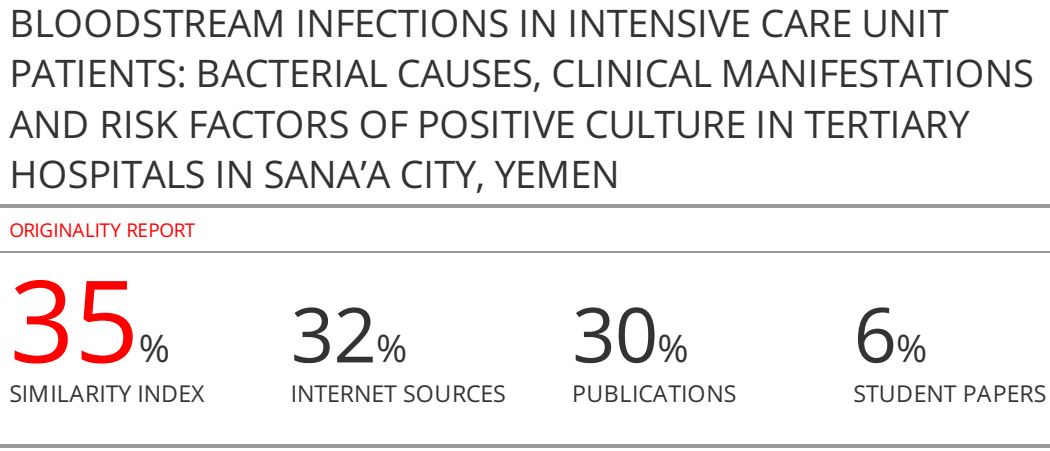 BLOODSTREAM INFECTIONS IN INTENSIVE CARE UNIT
PATIENTS: BACTERIAL CAUSES, CLINICAL MANIFESTATIONS
AND RISK FACTORS OF POSITIVE CULTURE IN TERTIARY
HOSPITALS IN SANA’A CITY, YEMEN
ORIGINALITY REPORT
35% 32% 30% 6%
SIMILARITY INDEX INTERNET SOURCES PUBLICATIONS STUDENT PAPERS